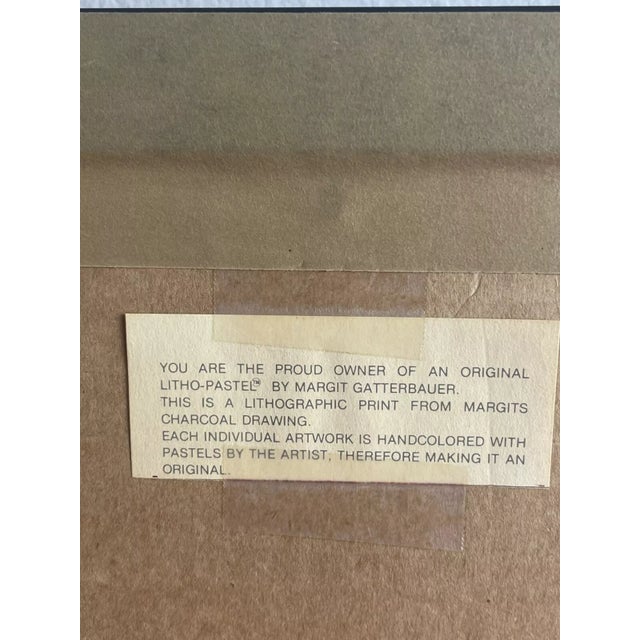 YOU ARE THE PROUD OWNER OF AN ORIGINAL
LITHO-PASTEL™ BY MARGIT GATTERBAUER.
THIS IS A LITHOGRAPHIC PRINT FROM MARGITS
CHARCOAL DRAWING.
EACH INDIVIDUAL ARTWORK IS HANDCOLORED WITH
PASTELS BY THE ARTIST, THEREFORE MAKING IT AN
ORIGINAL.